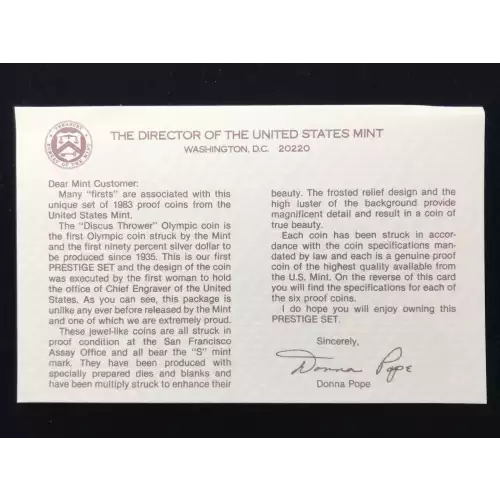 THE DIRECTOR OF THE UNITED STATES MINT
WASHINGTON, D.C. 20220
Dear Mint Customer:
Many "firsts" are associated with this
unique set of 1983 proof coins from the
United States Mint.
The "Discus Thrower" Olympic coin is
the first Olympic coin struck by the Mint
and the first ninety percent silver dollar to
be produced since 1935. This is our first
PRESTIGE SET and the design of the coin
was executed by the first woman to hold
the office of Chief Engraver of the United
States. As you can see, this package is
unlike any ever before released by the Mint
and one of which we are extremely proud.
These jewel-like coins are all struck in
proof condition at the San Francisco
Assay Office and all bear the "S" mint
mark. They have been produced with
specially prepared dies and blanks and
have been multiply struck to enhance their
beauty. The frosted relief design and the
high luster of the background provide
magnificent detail and result in a coin of
true beauty.
Each coin has been struck in accor-
dance with the coin specifications man-
dated by law and each is a genuine proof
coin of the highest quality available from
the U.S. Mint. On the reverse of this card
you will find the specifications for each of
the six proof coins.
I do hope you will enjoy owning this
PRESTIGE SET.
Sincerely,
Donna Pope
Donna Pope